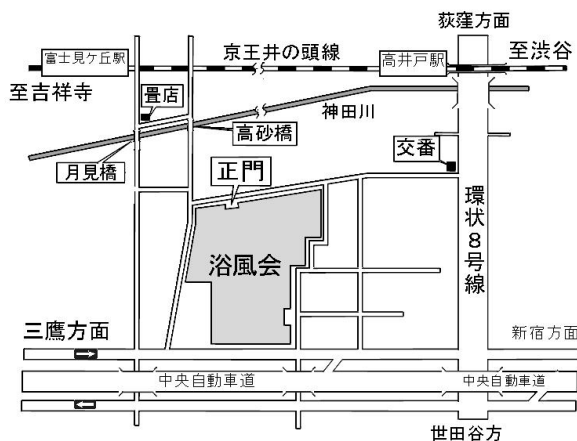 荻窪方面
富士見ケ丘駅
京王井の頭線
高井戸駅
至渋谷
至吉祥寺
畳店
神田川
高砂橋
月見橋
正門
交番
環状8号線
浴風会
三鷹方面
新宿方面
中央自動車道
中央自動車道
世田谷方